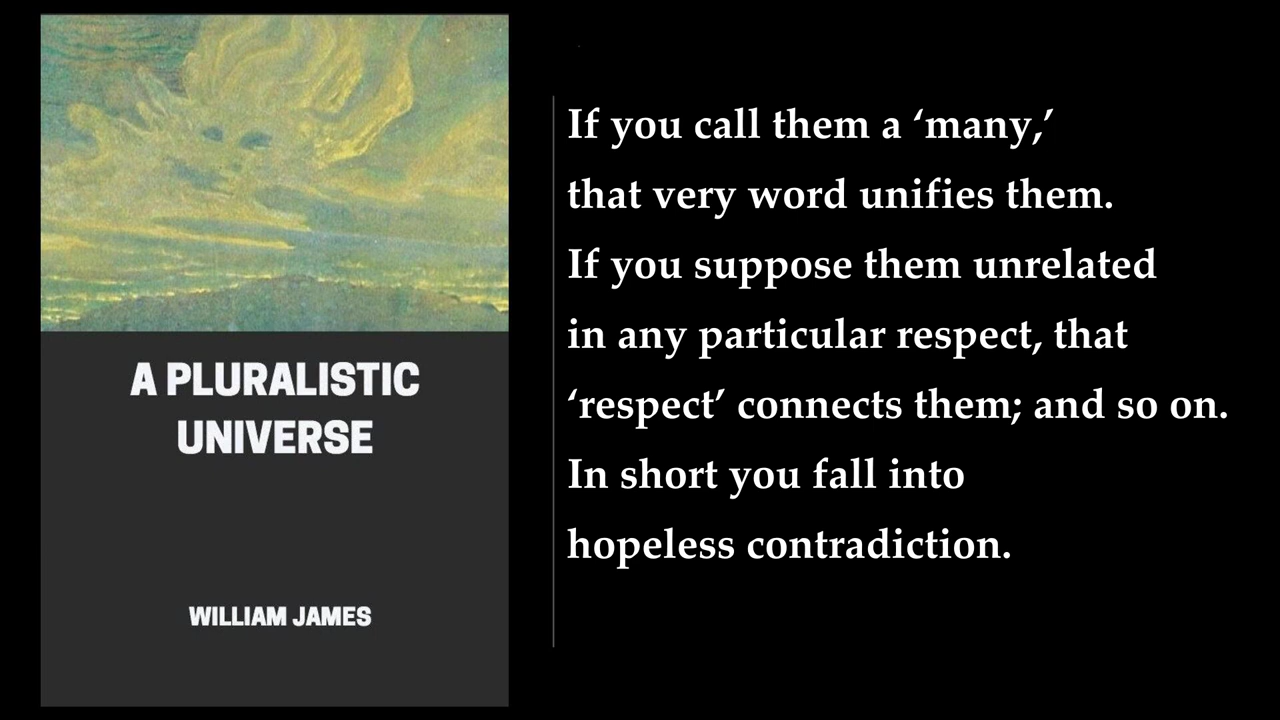 A PLURALISTIC
UNIVERSE
WILLIAM JAMES
If you call them a ‘many,’
that very word unifies them.
If you suppose them unrelated
in any particular respect, that
‘respect’ connects them; and so on.
In short you fall into
hopeless contradiction.